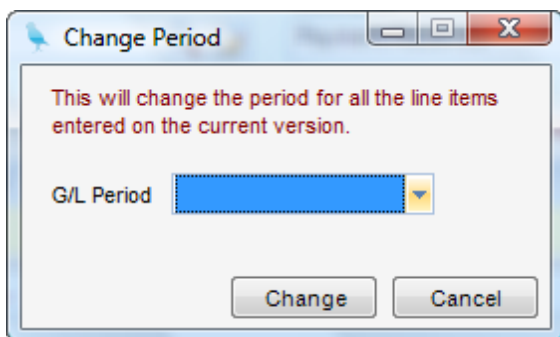 Change Period
This will change the period for all the line items
entered on the current version.
G/L Period
Change Cancel